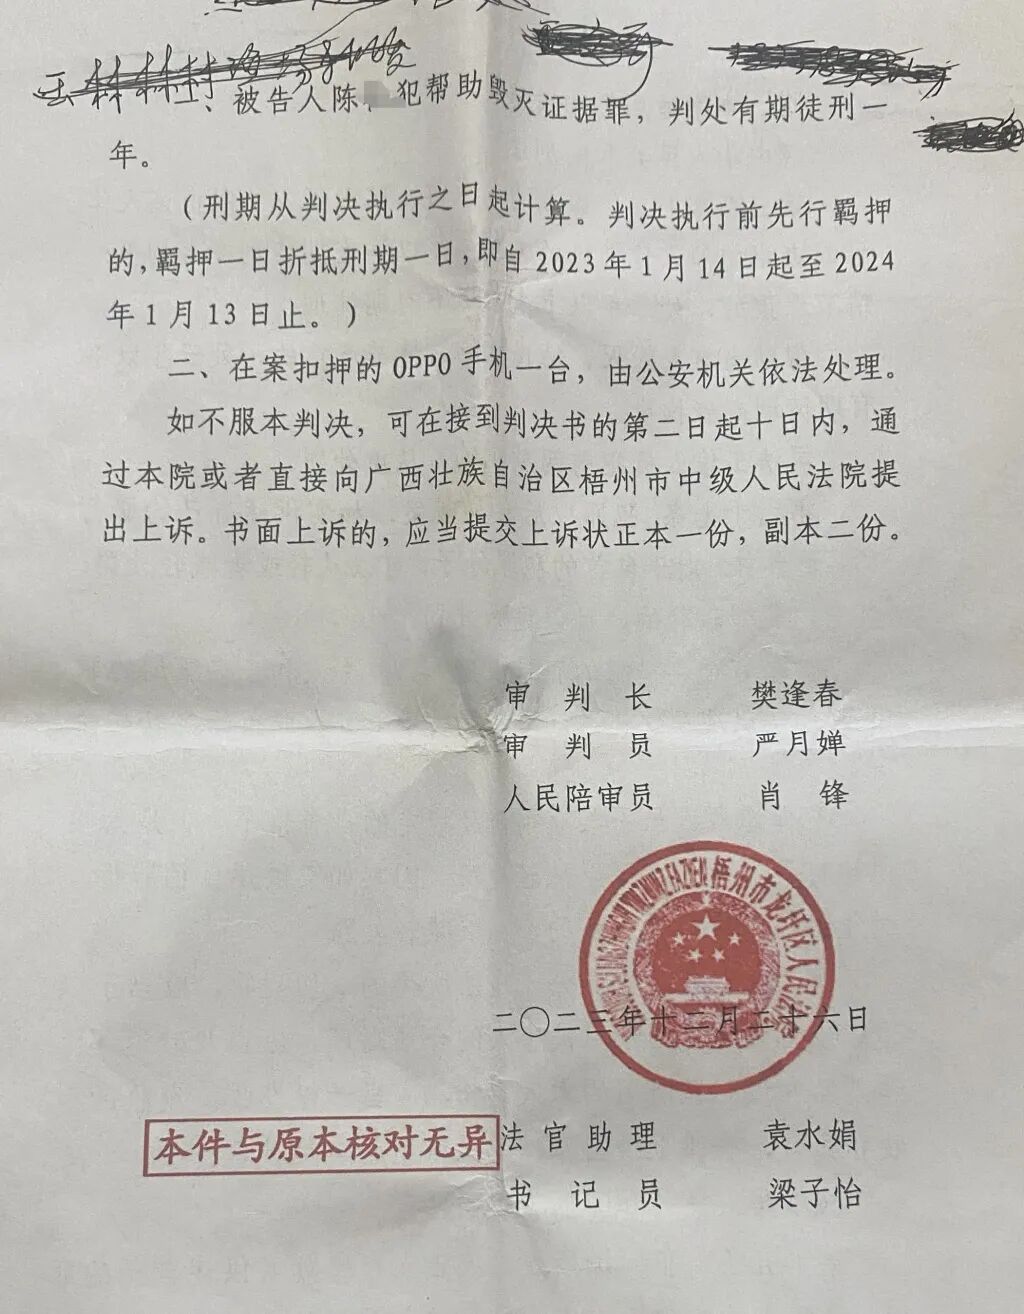 一、被告人陈 犯帮助毁灭证据罪，判处有期徒刑一
年。
（刑期从判决执行之日起计算。判决执行前先行羁押
的，羁押一日折抵刑期一日，即自2023年1月14日起至2024
年1月13日止。）
二、在案扣押的OPPO手机一台，由公安机关依法处理。
如不服本判决，可在接到判决书的第二日起十日内，通
过本院或者直接向广西壮族自治区梧州市中级人民法院提
出上诉。书面上诉的，应当提交上诉状正本一份，副本二份。
审 判 长 樊逢春
审 判 员 严月婵
人民陪审员 肖 锋
梧州市龙圩区人民法院
二〇二三年十二月二十六日
本件与原本核对无异
法 官 助 理 袁水娟
书 记 员 梁子怡